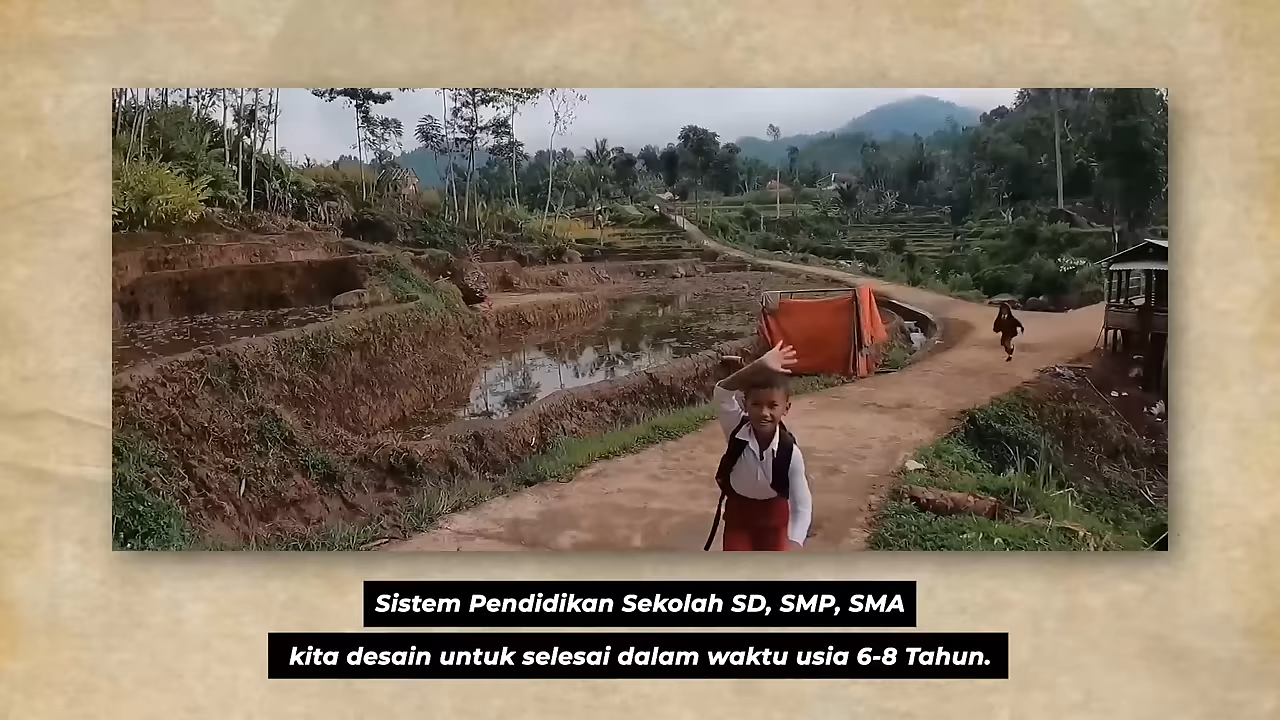 Sistem Pendidikan Sekolah SD, SMP, SMA
kita desain untuk selesai dalam waktu usia 6-8 Tahun.